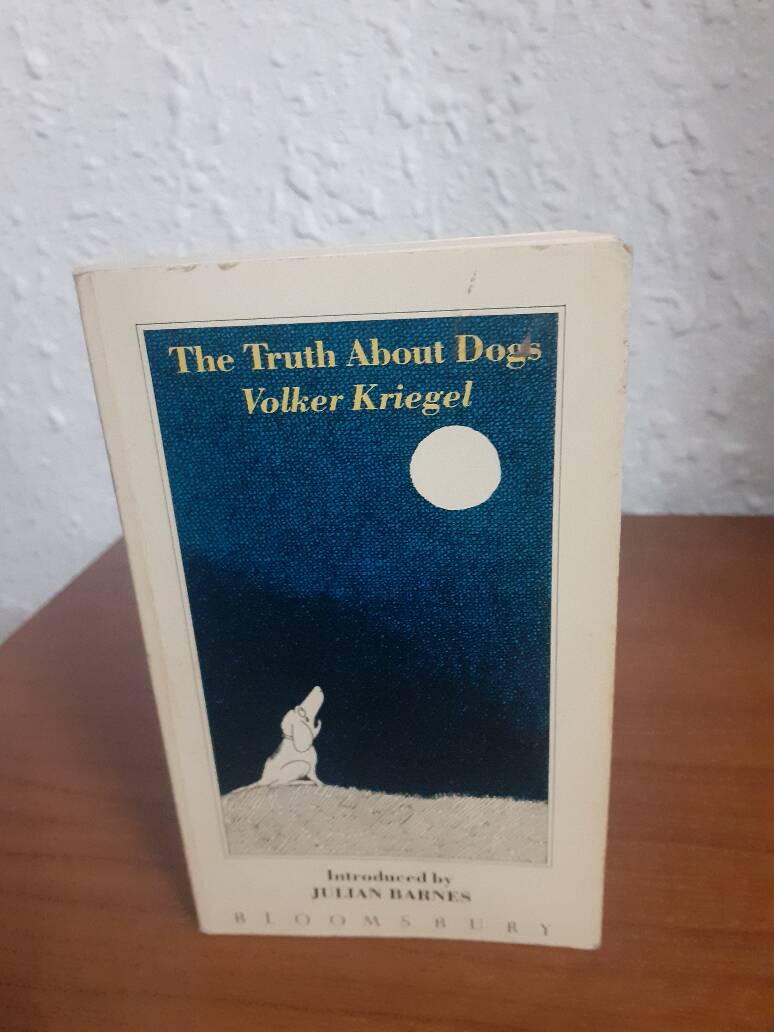 The Truth About Dogs
Volker Kriegel
Introduced by
JULIAN BARNES
BLOOMSBURY